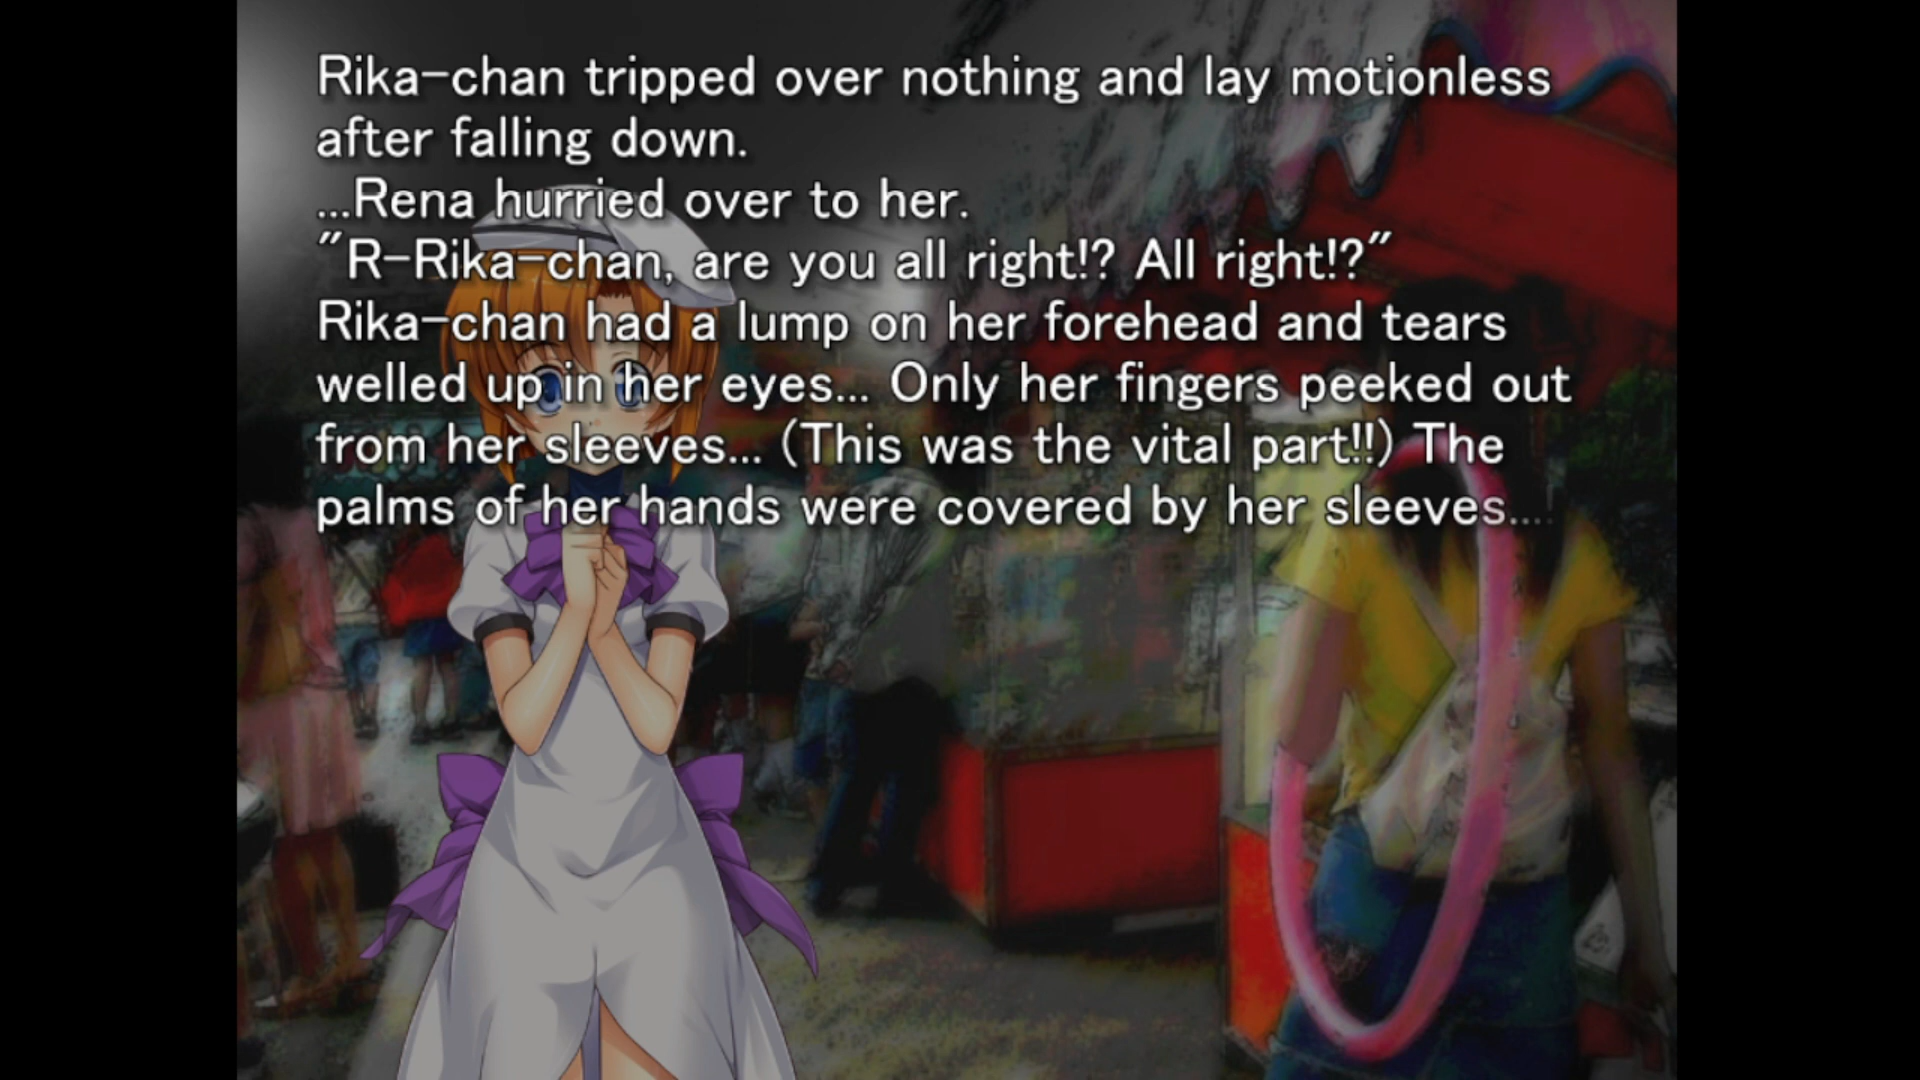 Rika-chan tripped over nothing and lay motionless
after falling down.
...Rena hurried over to her.
"R-Rika-chan, are you all right!? All right!?"
Rika-chan had a lump on her forehead and tears
welled up in her eyes... Only her fingers peeked out
from her sleeves... (This was the vital part!!) The
palms of her hands were covered by her sleeves....